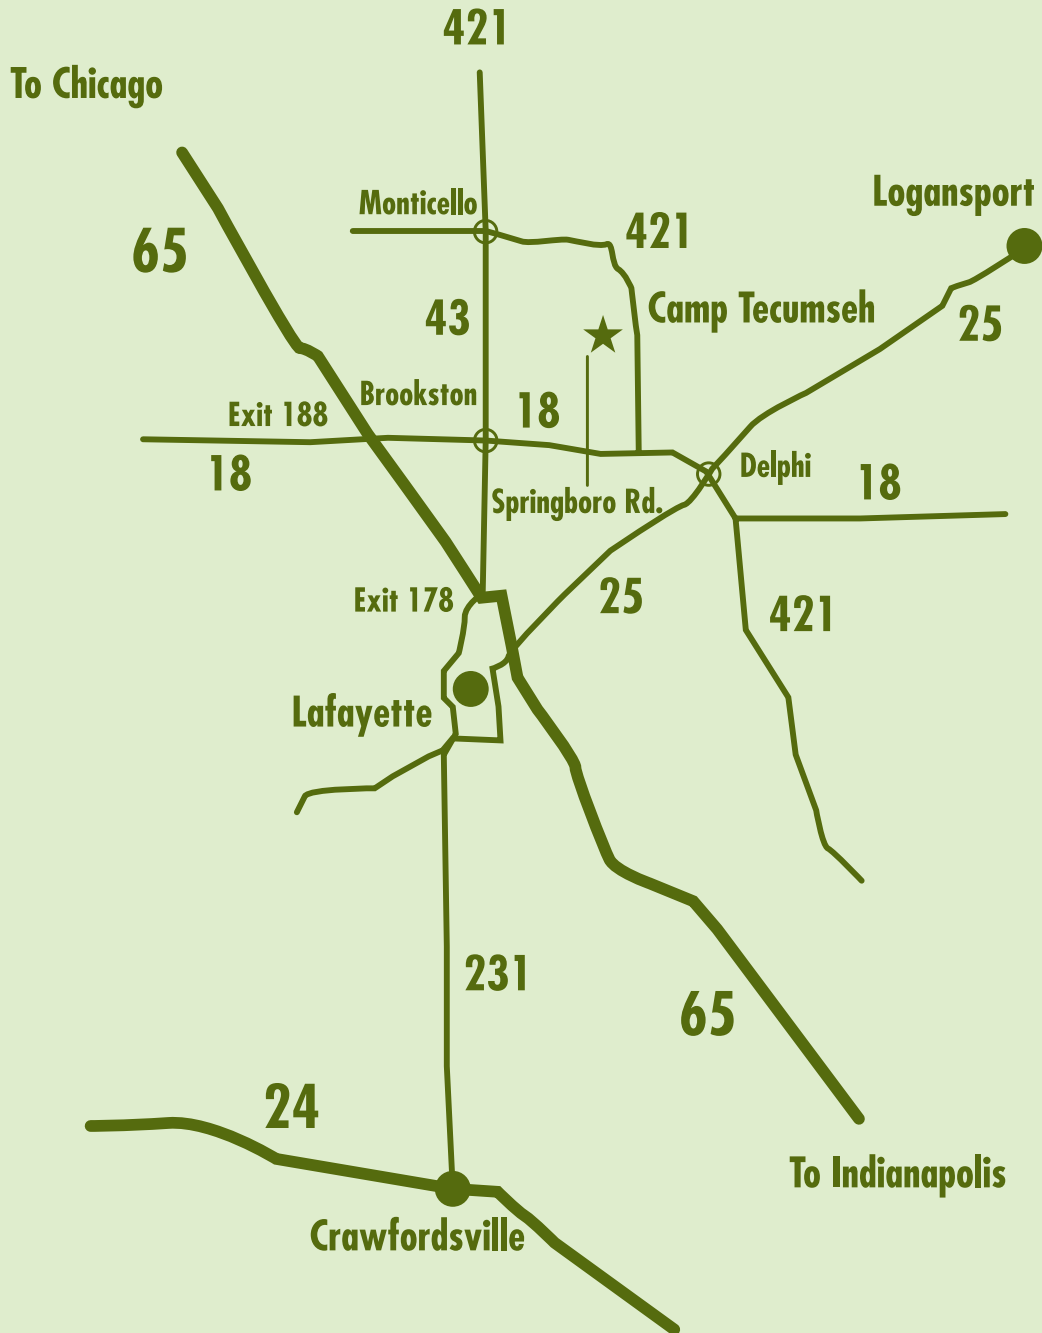 421
To Chicago
Logansport
Monticello
421
65
Camp Tecumseh
43
25
Brookston
18
Exit 188
Delphi
18
18
Springboro Rd.
Exit 178
25
421
Lafayette
231
65
24
To Indianapolis
Crawfordsville